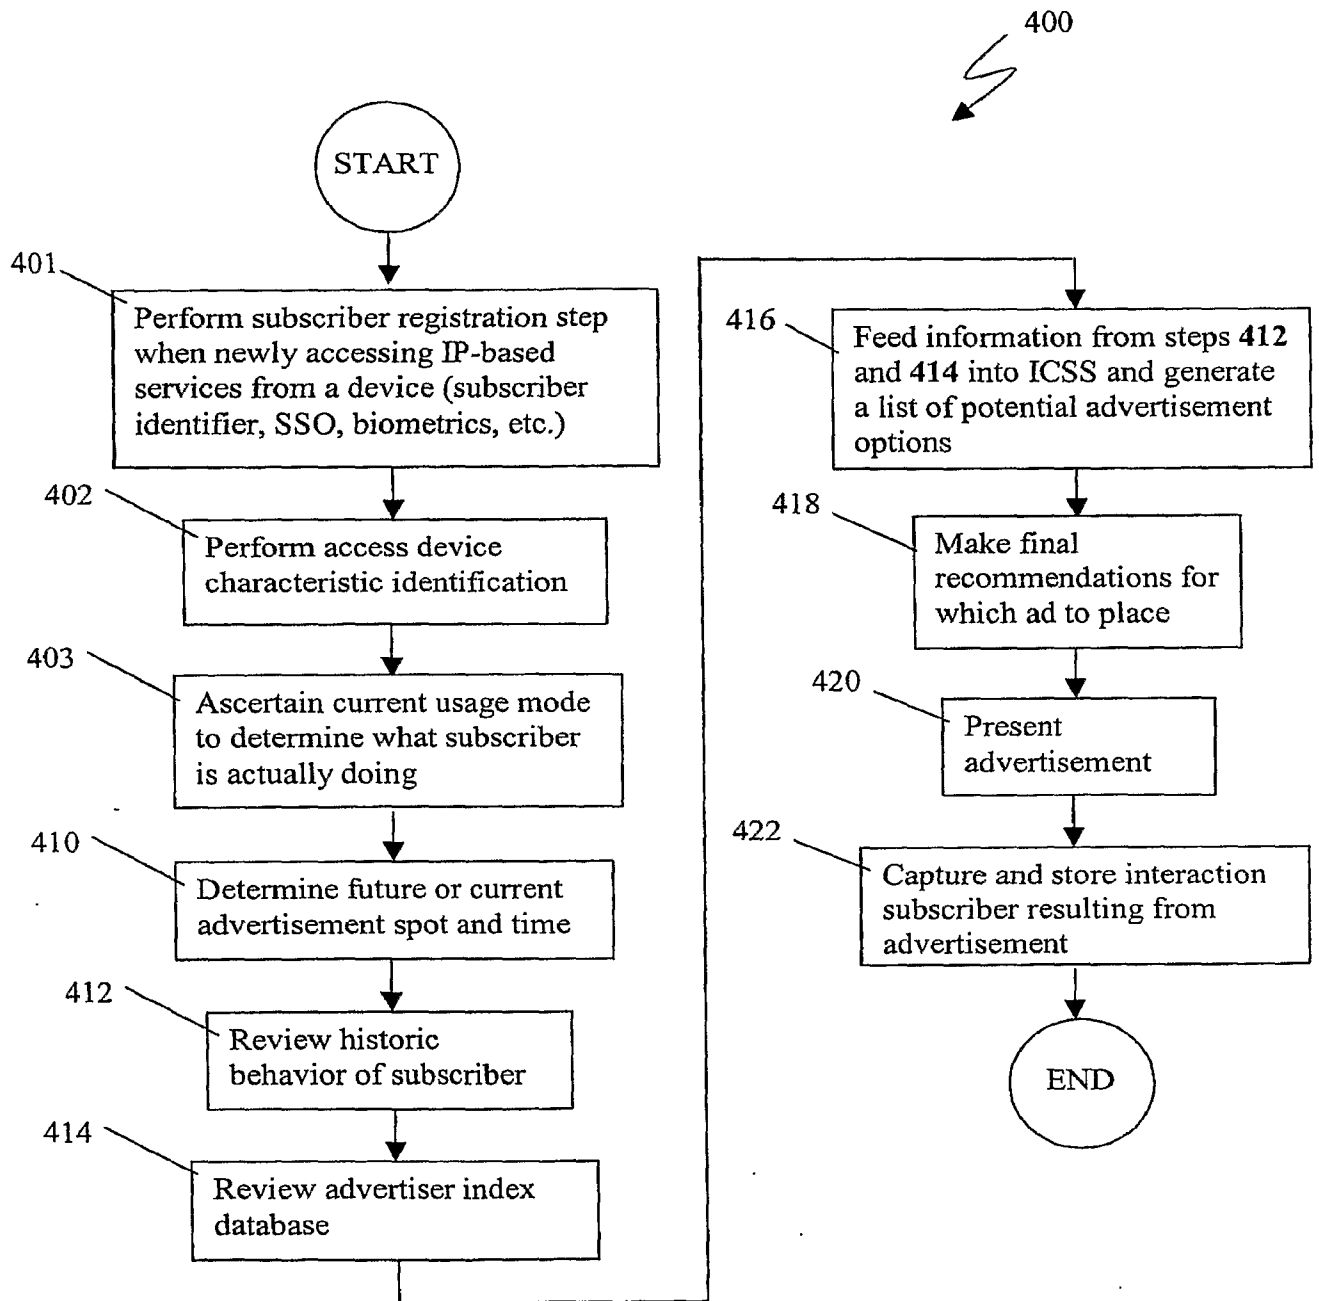 400
START
401
Perform subscriber registration step
when newly accessing IP-based
services from a device (subscriber
identifier, SSO, biometrics, etc.)
402
Perform access device
characteristic identification
403
Ascertain current usage mode
to determine what subscriber
is actually doing
410
Determine future or current
advertisement spot and time
412
Review historic
behavior of subscriber
414
Review advertiser index
database
416
Feed information from steps 412
and 414 into ICSS and generate
a list of potential advertisement
options
418
Make final
recommendations for
which ad to place
420
Present
advertisement
422
Capture and store interaction
subscriber resulting from
advertisement
END